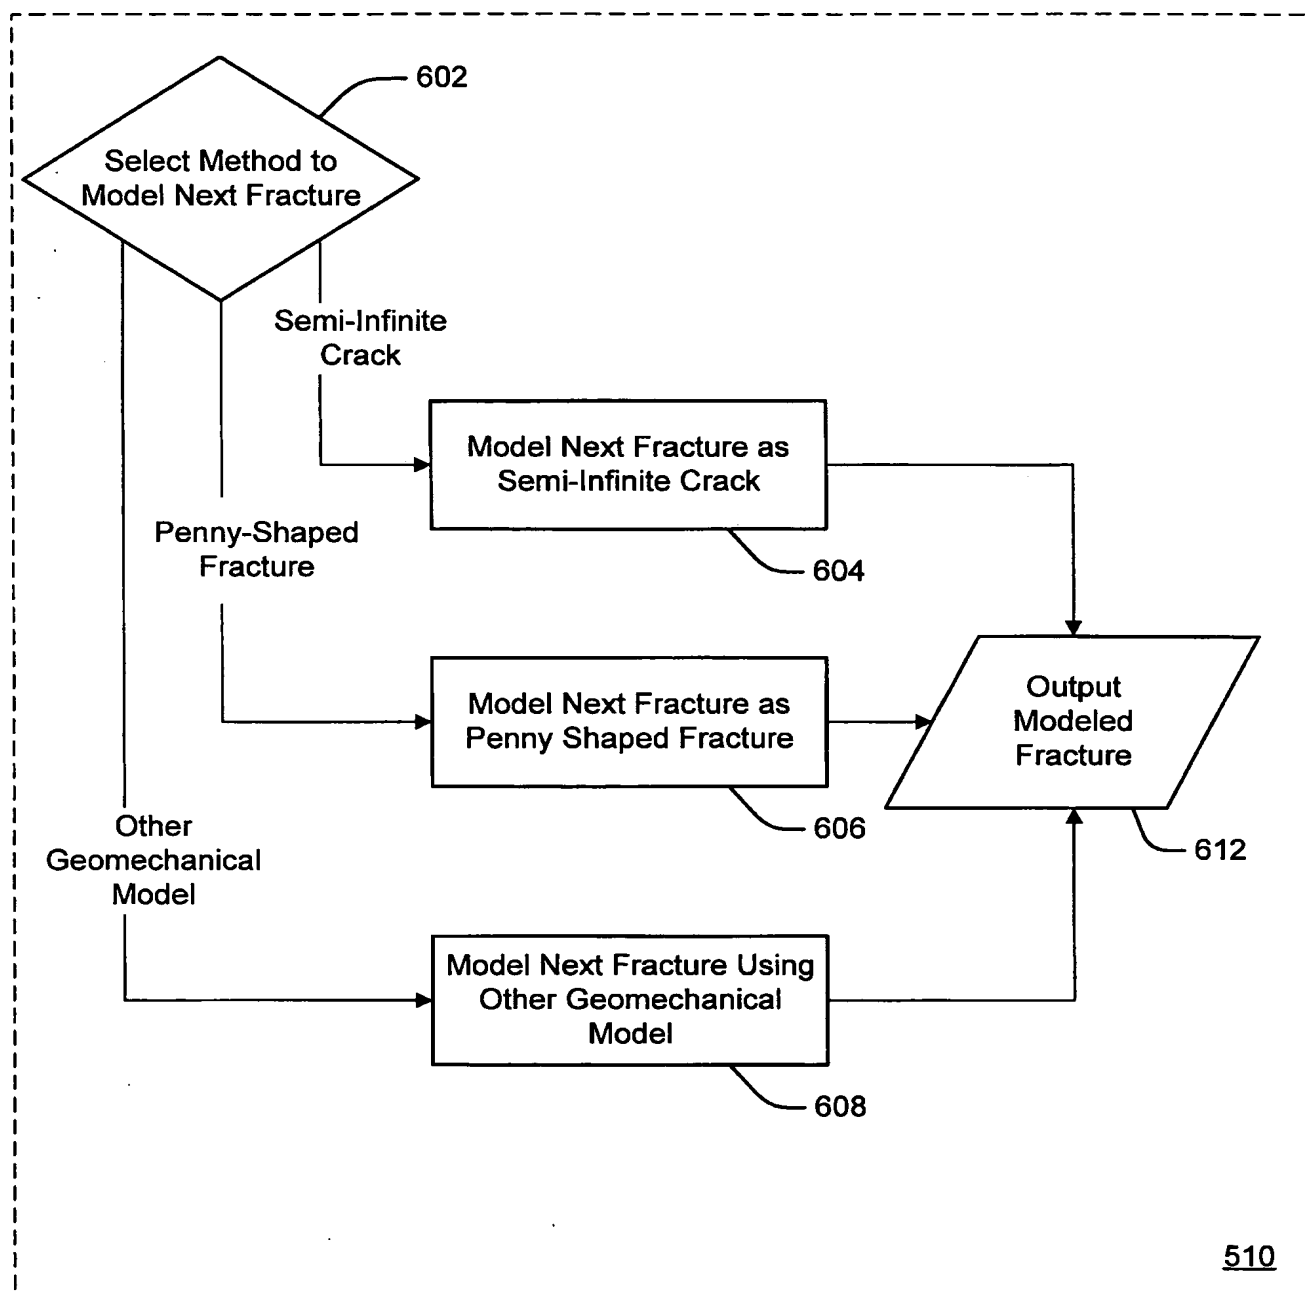 602
Select Method to
Model Next Fracture
Semi-Infinite
Crack
Model Next Fracture as
Semi-Infinite Crack
604
Penny-Shaped
Fracture
Model Next Fracture as
Penny Shaped Fracture
606
Output
Modeled
Fracture
612
Other
Geomechanical
Model
Model Next Fracture Using
Other Geomechanical
Model
608
510